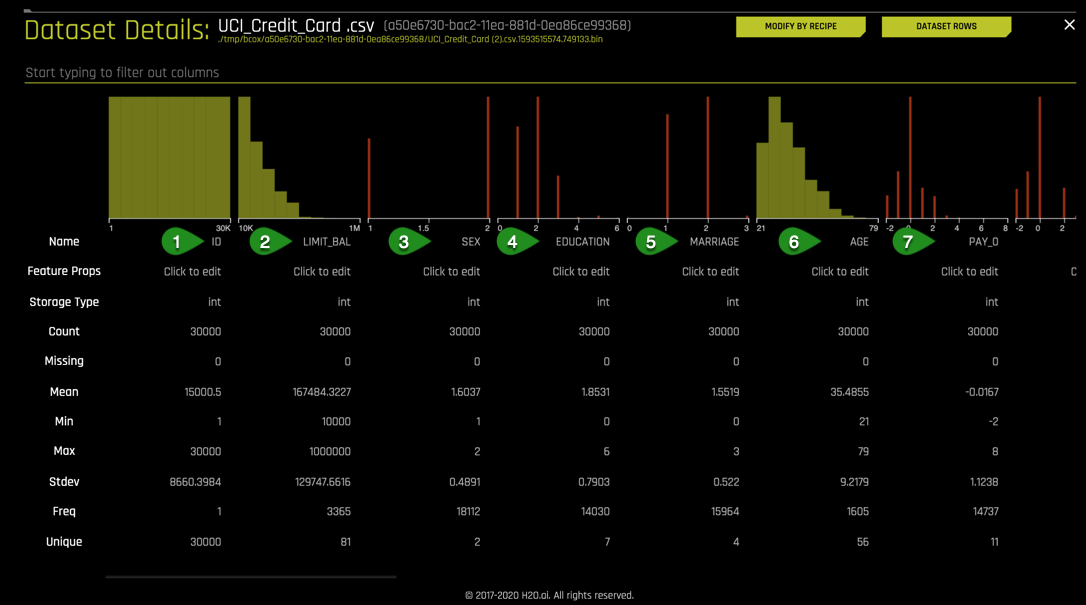 Dataset Details: UCI_Credit_Card .csv (a50e6730-bac2-11ea-881d-0ea86ce99368)
./tmp/bcox/a50e6730-bac2-11ea-881d-0ea86ce99368/UCI_Credit_Card (2).csv.1593515574.749133.bin
MODIFY BY RECIPE
DATASET ROWS
Start typing to filter out columns
1 30K 10K 1M 1 1.5 2 0 2 4 6 0 1 2 3 21 79 -2 0 2 4 6 8 -2 0 2
Name 1 ID 2 LIMIT_BAL 3 SEX 4 EDUCATION 5 MARRIAGE 6 AGE 7 PAY_0
Feature Props Click to edit Click to edit Click to edit Click to edit Click to edit Click to edit Click to edit C
Storage Type int int int int int int int
Count 30000 30000 30000 30000 30000 30000 30000
Missing 0 0 0 0 0 0 0
Mean 15000.5 167484.3227 1.6037 1.8531 1.5519 35.4855 -0.0167
Min 1 10000 1 0 0 21 -2
Max 30000 1000000 2 6 3 79 8
Stdev 8660.3984 129747.6616 0.4891 0.7903 0.522 9.2179 1.1238
Freq 1 3365 18112 14030 15964 1605 14737
Unique 30000 81 2 7 4 56 11
© 2017-2020 H2O.ai. All rights reserved.